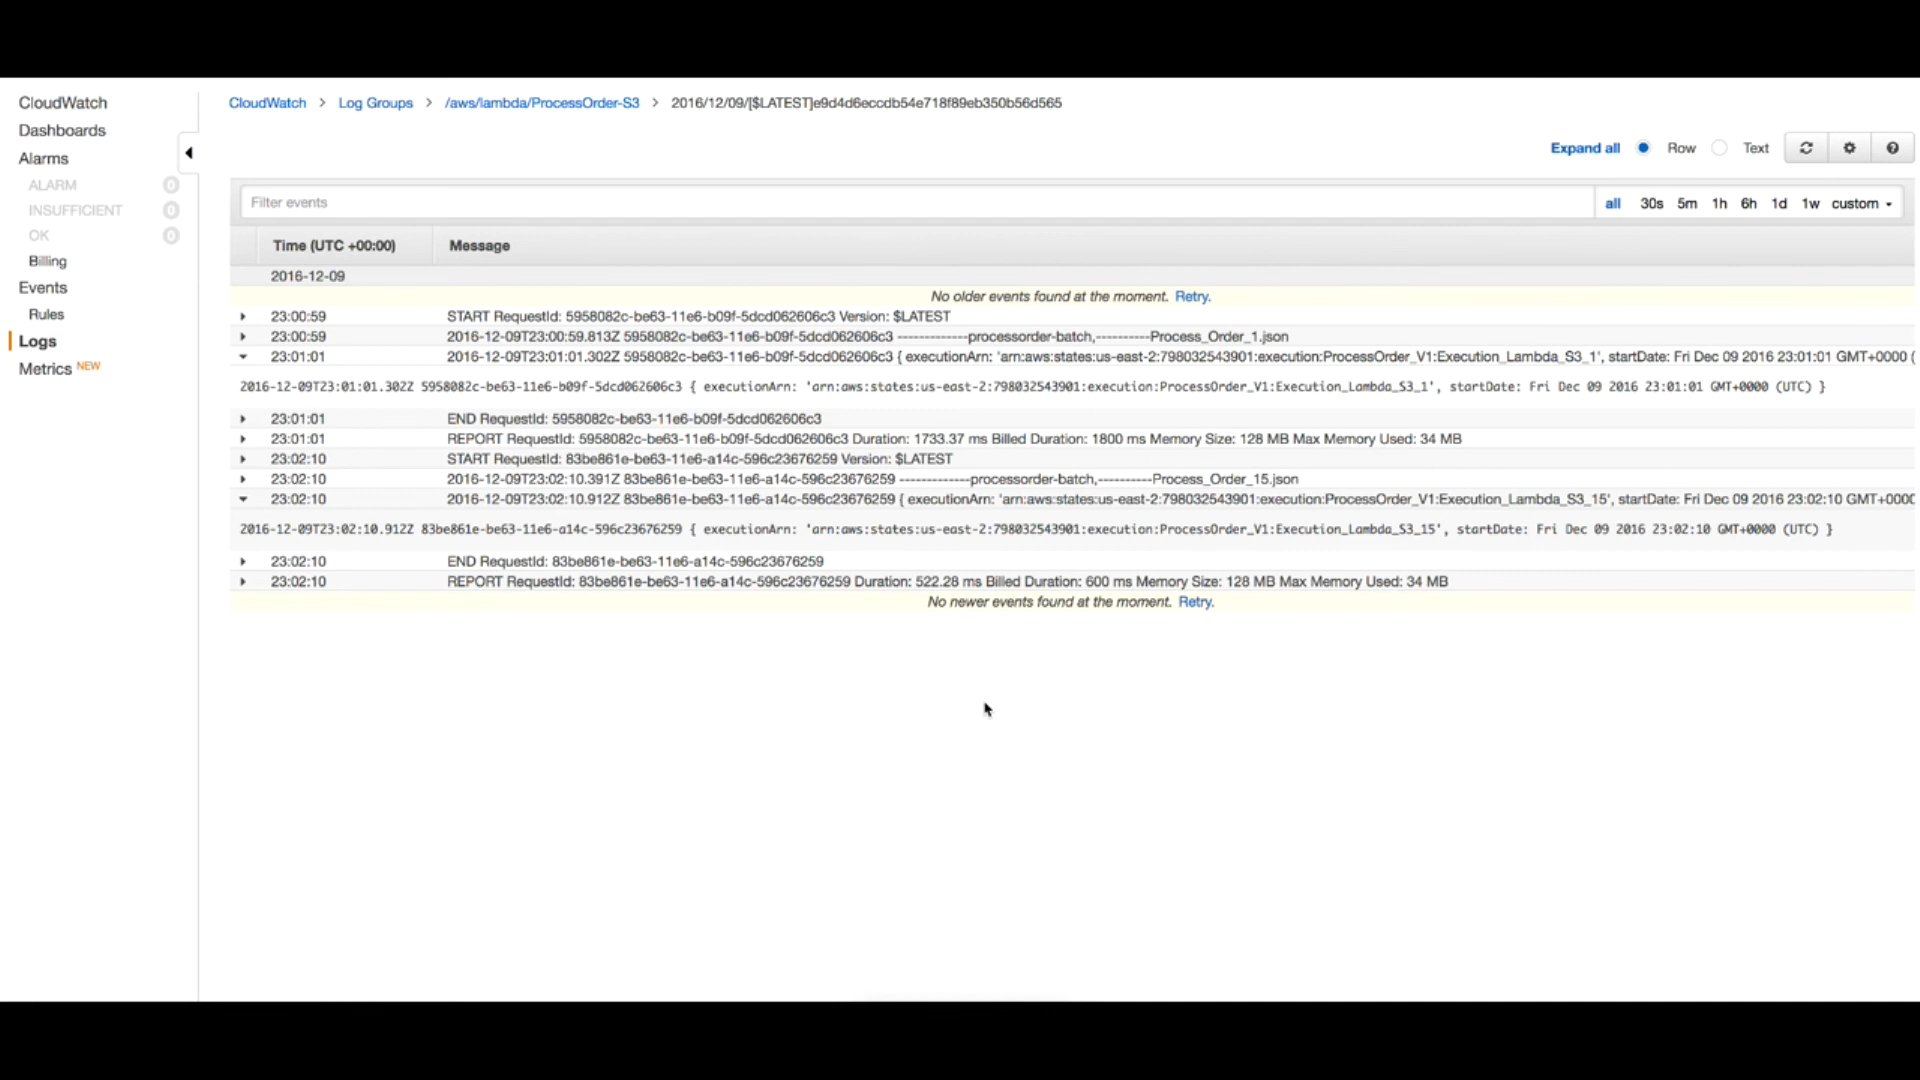 CloudWatch
Dashboards
Alarms
ALARM 0
INSUFFICIENT 0
OK 0
Billing
Events
Rules
Logs
Metrics NEW
CloudWatch > Log Groups > /aws/lambda/ProcessOrder-S3 > 2016/12/09/[$LATEST]e9d4d6eccdb54e718f89eb350b56d565
Expand all Row Text
Filter events all 30s 5m 1h 6h 1d 1w custom
Time (UTC +00:00) Message
2016-12-09
No older events found at the moment. Retry.
23:00:59 START RequestId: 5958082c-be63-11e6-b09f-5dcd062606c3 Version: $LATEST
23:00:59 2016-12-09T23:00:59.813Z 5958082c-be63-11e6-b09f-5dcd062606c3 -------------processorder-batch,----------Process_Order_1.json
23:01:01 2016-12-09T23:01:01.302Z 5958082c-be63-11e6-b09f-5dcd062606c3 { executionArn: 'arn:aws:states:us-east-2:798032543901:execution:ProcessOrder_V1:Execution_Lambda_S3_1', startDate: Fri Dec 09 2016 23:01:01 GMT+0000 (
2016-12-09T23:01:01.302Z 5958082c-be63-11e6-b09f-5dcd062606c3 { executionArn: 'arn:aws:states:us-east-2:798032543901:execution:ProcessOrder_V1:Execution_Lambda_S3_1', startDate: Fri Dec 09 2016 23:01:01 GMT+0000 (UTC) }
23:01:01 END RequestId: 5958082c-be63-11e6-b09f-5dcd062606c3
23:01:01 REPORT RequestId: 5958082c-be63-11e6-b09f-5dcd062606c3 Duration: 1733.37 ms Billed Duration: 1800 ms Memory Size: 128 MB Max Memory Used: 34 MB
23:02:10 START RequestId: 83be861e-be63-11e6-a14c-596c23676259 Version: $LATEST
23:02:10 2016-12-09T23:02:10.391Z 83be861e-be63-11e6-a14c-596c23676259 -------------processorder-batch,----------Process_Order_15.json
23:02:10 2016-12-09T23:02:10.912Z 83be861e-be63-11e6-a14c-596c23676259 { executionArn: 'arn:aws:states:us-east-2:798032543901:execution:ProcessOrder_V1:Execution_Lambda_S3_15', startDate: Fri Dec 09 2016 23:02:10 GMT+0000
2016-12-09T23:02:10.912Z 83be861e-be63-11e6-a14c-596c23676259 { executionArn: 'arn:aws:states:us-east-2:798032543901:execution:ProcessOrder_V1:Execution_Lambda_S3_15', startDate: Fri Dec 09 2016 23:02:10 GMT+0000 (UTC) }
23:02:10 END RequestId: 83be861e-be63-11e6-a14c-596c23676259
23:02:10 REPORT RequestId: 83be861e-be63-11e6-a14c-596c23676259 Duration: 522.28 ms Billed Duration: 600 ms Memory Size: 128 MB Max Memory Used: 34 MB
No newer events found at the moment. Retry.